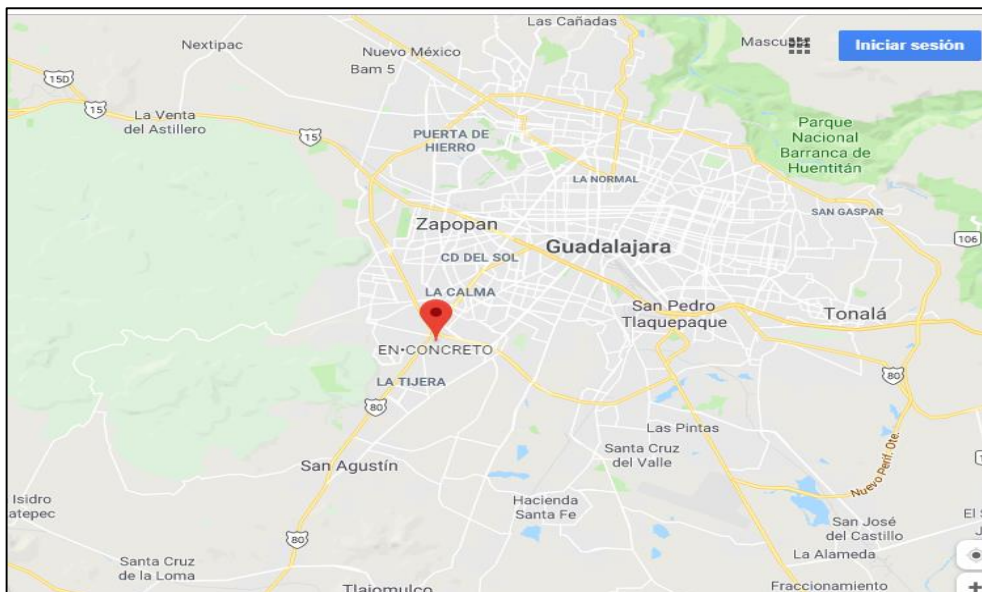 Las Cañadas
Nextipac
Nuevo México
Iniciar sesión
Bam 5
15D
15
La Venta
del Astillero
15
PUERTA DE
HIERRO
Parque
Nacional
Barranca de
Huentitán
LA NORMAL
SAN GASPAR
Zapopan
106
Guadalajara
CD DEL SOL
LA CALMA
San Pedro
Tlaquepaque
Tonalá
EN•CONCRETO
LA TIJERA
80
80
Las Pintas
Santa Cruz
del Valle
Nuevo Perif. Ote.
San Agustín
Isidro
atepec
Hacienda
Santa Fe
San José
del Castillo
80
La Alameda
Santa Cruz
de la Loma
Tlajomulco
Fraccionamiento